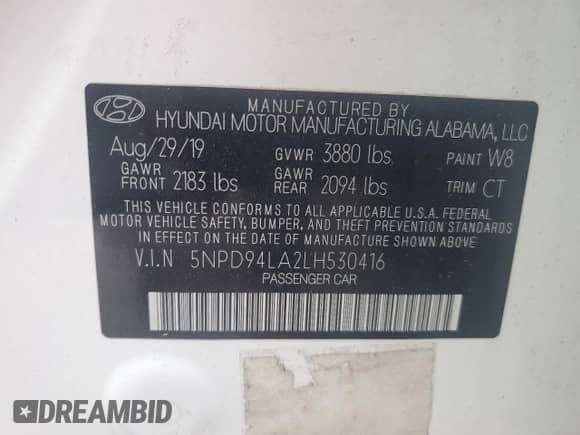 MANUFACTURED BY
HYUNDAI MOTOR MANUFACTURING ALABAMA, LLC
Aug/29/19 GVWR 3880 lbs PAINT W8
GAWR FRONT 2183 lbs GAWR REAR 2094 lbs TRIM CT
THIS VEHICLE CONFORMS TO ALL APPLICABLE U.S.A. FEDERAL
MOTOR VEHICLE SAFETY, BUMPER, AND THEFT PREVENTION STANDARDS
IN EFFECT ON THE DATE OF MANUFACTURE SHOWN ABOVE.
V.I.N 5NPD94LA2LH530416
PASSENGER CAR
DREAMBID